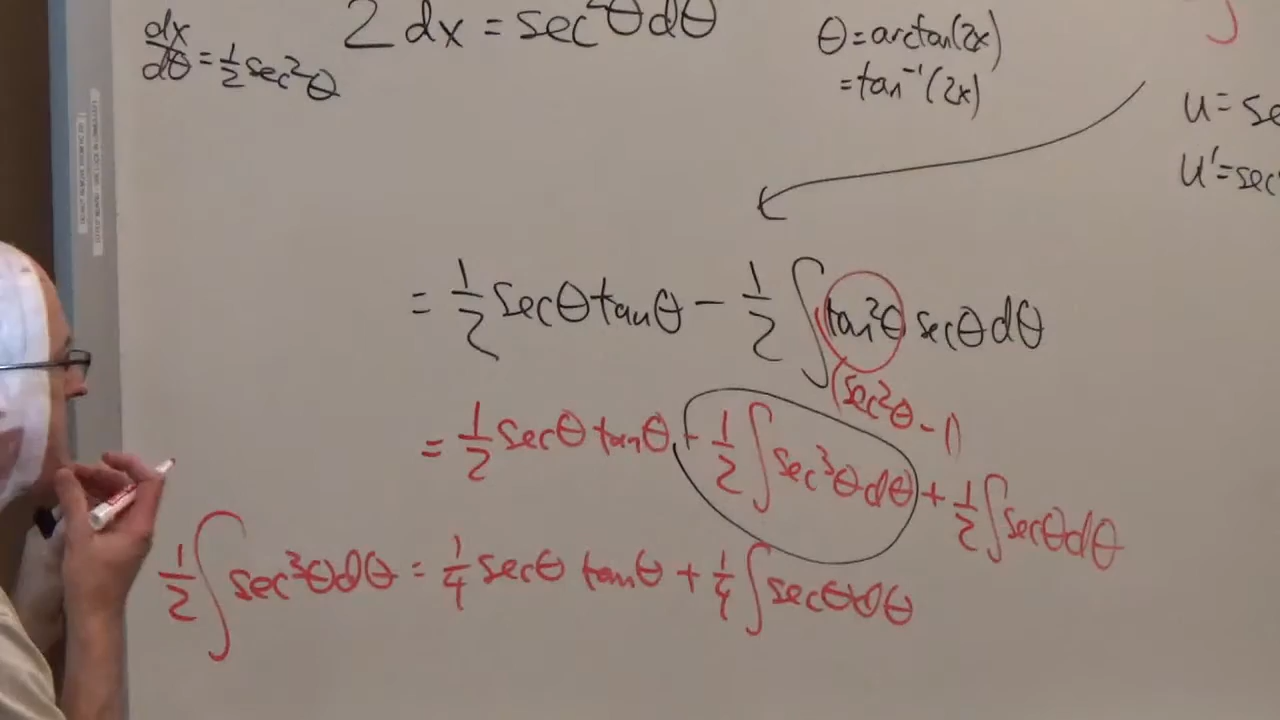 dx/dθ = 1/2 sec²θ
2 dx = sec²θ dθ
θ = arctan(2x)
= tan⁻¹(2x)
u = se
u' = sec
= 1/2 secθ tanθ − 1/2 ∫ tan²θ secθ dθ
(sec²θ − 1)
= 1/2 secθ tanθ − 1/2 ∫ sec³θ dθ + 1/2 ∫ secθ dθ
1/2 ∫ sec³θ dθ = 1/4 secθ tanθ + 1/4 ∫ secθ dθ